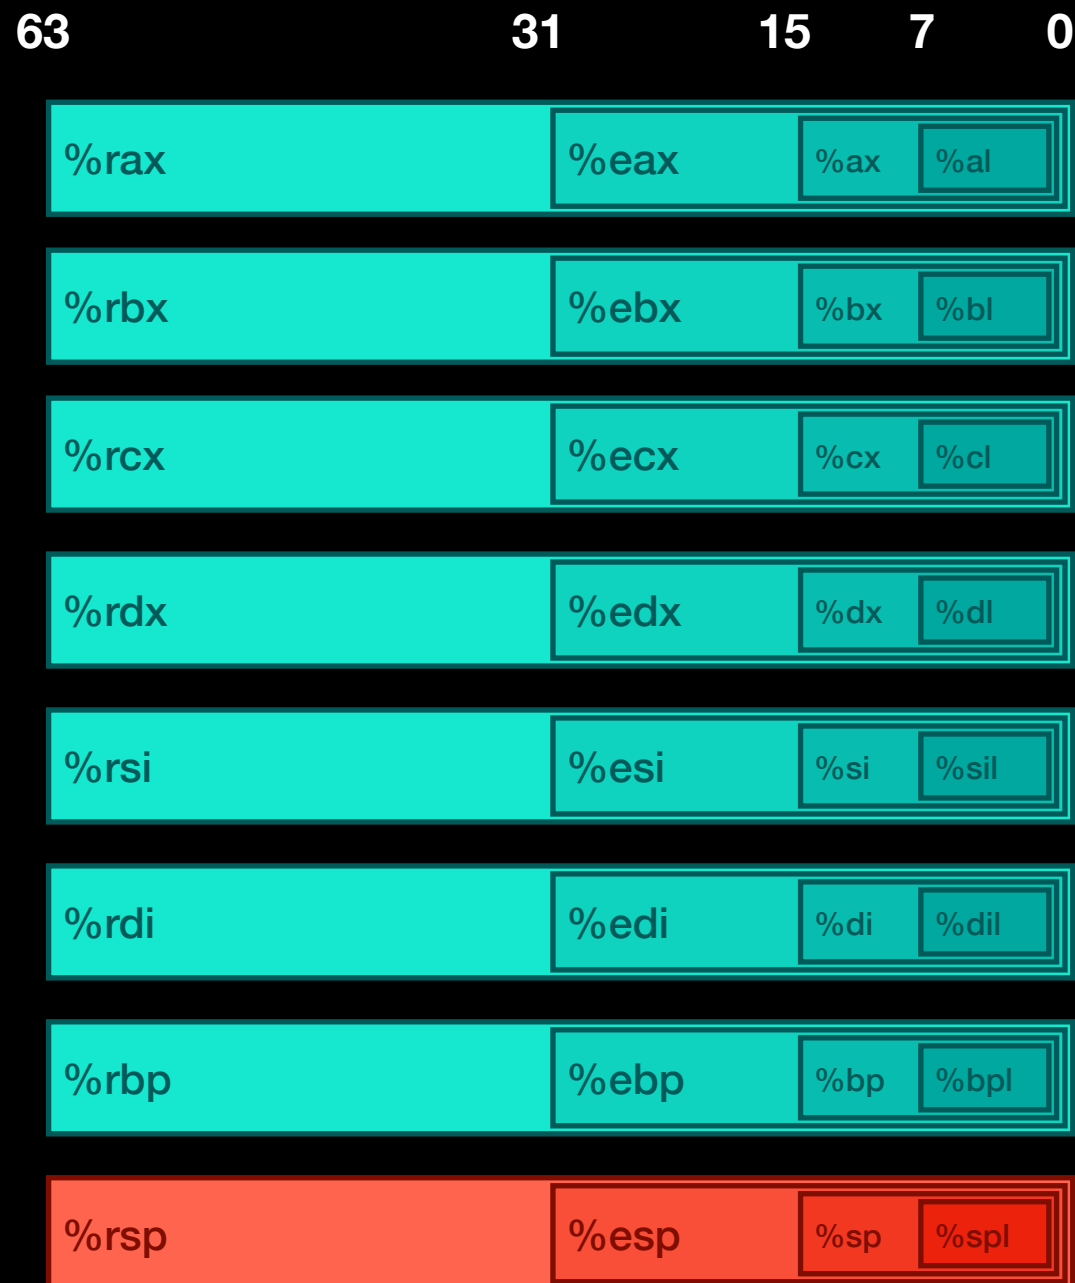 63 31 15 7 0
%rax %eax %ax %al
%rbx %ebx %bx %bl
%rcx %ecx %cx %cl
%rdx %edx %dx %dl
%rsi %esi %si %sil
%rdi %edi %di %dil
%rbp %ebp %bp %bpl
%rsp %esp %sp %spl